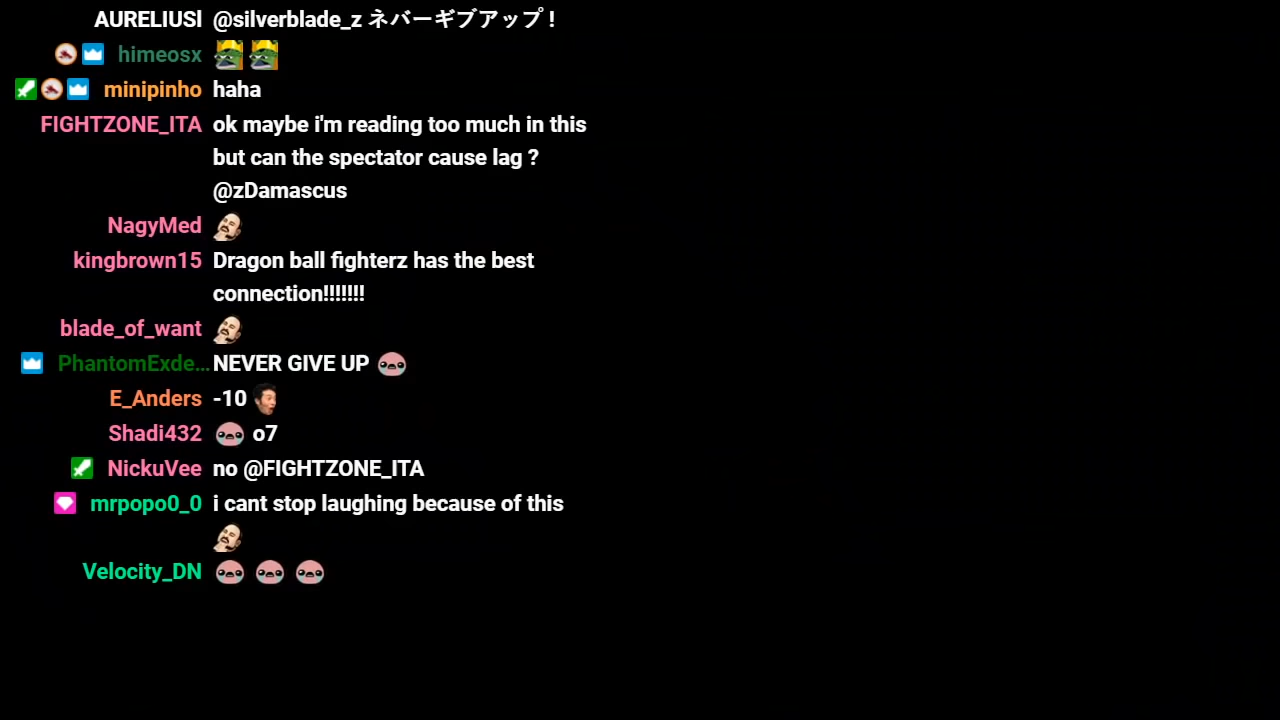 AURELIUSl @silverblade_z ネバーギブアップ !
himeosx
minipinho haha
FIGHTZONE_ITA ok maybe i'm reading too much in this
but can the spectator cause lag ?
@zDamascus
NagyMed
kingbrown15 Dragon ball fighterz has the best
connection!!!!!!!
blade_of_want
PhantomExde... NEVER GIVE UP
E_Anders -10
Shadi432 o7
NickuVee no @FIGHTZONE_ITA
mrpopo0_0 i cant stop laughing because of this
Velocity_DN